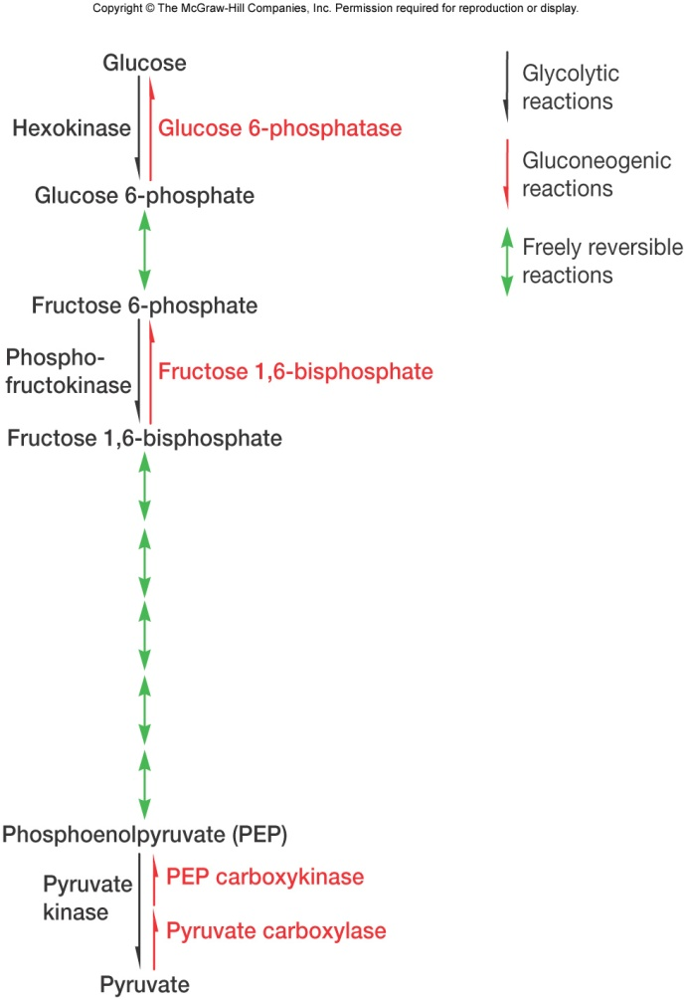 Copyright © The McGraw-Hill Companies, Inc. Permission required for reproduction or display.
Glucose
Hexokinase
Glucose 6-phosphatase
Glucose 6-phosphate
Fructose 6-phosphate
Phospho-
fructokinase
Fructose 1,6-bisphosphate
Fructose 1,6-bisphosphate
Phosphoenolpyruvate (PEP)
Pyruvate
kinase
PEP carboxykinase
Pyruvate carboxylase
Pyruvate
Glycolytic
reactions
Gluconeogenic
reactions
Freely reversible
reactions